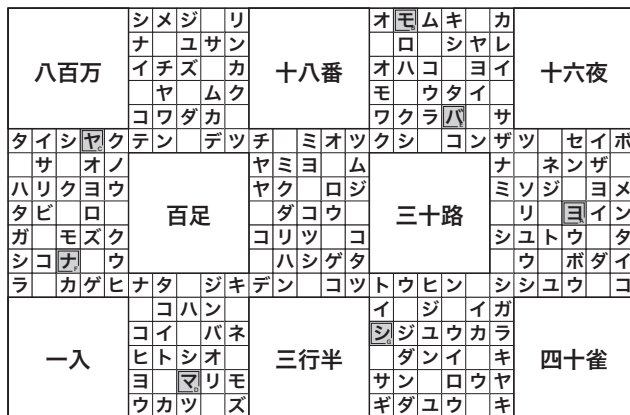 シメジ リ オモムキ カ
ナ ユサン ロ シヤレ
八百万 イチズ カ 十八番 オハコ ヨイ 十六夜
ヤ ムク モ ウタイ
コワダカ ワクラバ サ
タイシヤクテン デツチ ミオツクシ コンザツ セイボ
サ オノ ヤミヨ ム ナ ネンザ
ハリクヨウ ヤク ロジ ミソジ ヨメ
タビ ロ 百足 ダコウ 三十路 リ ヨイン
ガ モズク コリツ コ シユトウ タ
シコナ ウ ハシゲタ ウ ボダイ
ラ カゲヒナタ ジキデン コツトウヒン シシユウ コ
コハン イ ジ イガ
コイ バネ シジユウカラ
一入 ヒトシオ 三行半 ダンイ キ 四十雀
ヨ マリモ サン ロウヤ
ウカツ ズ ギダユウ キ